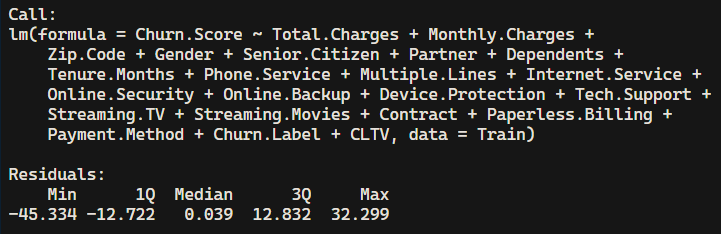 Call:
lm(formula = Churn.Score ~ Total.Charges + Monthly.Charges +
    Zip.Code + Gender + Senior.Citizen + Partner + Dependents +
    Tenure.Months + Phone.Service + Multiple.Lines + Internet.Service +
    Online.Security + Online.Backup + Device.Protection + Tech.Support +
    Streaming.TV + Streaming.Movies + Contract + Paperless.Billing +
    Payment.Method + Churn.Label + CLTV, data = Train)

Residuals:
    Min      1Q  Median      3Q     Max
-45.334 -12.722   0.039  12.832  32.299